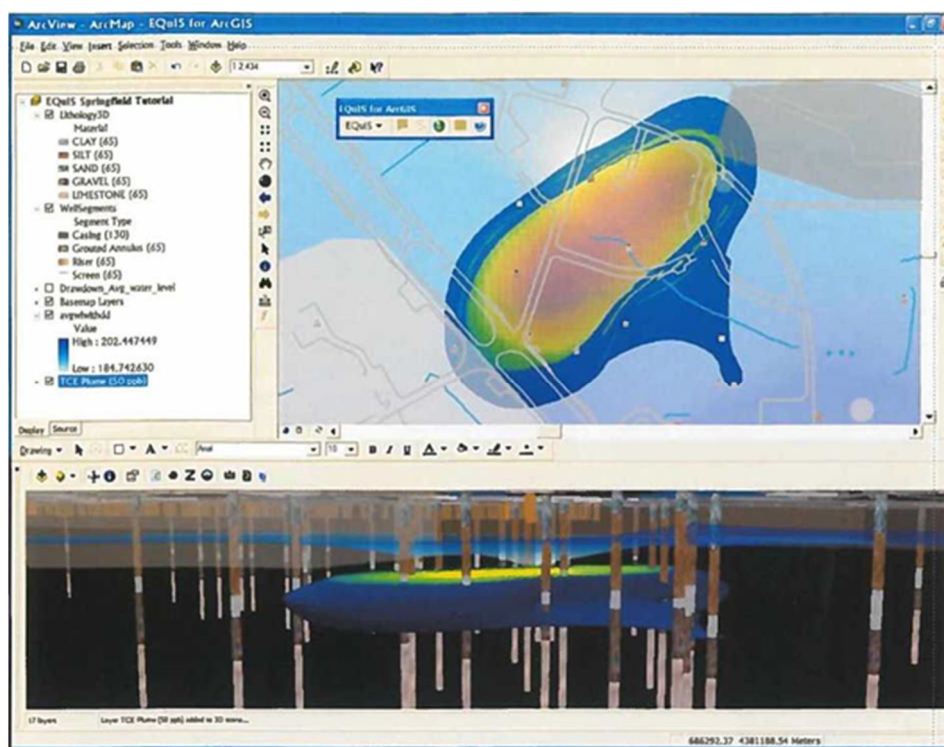 ArcView - ArcMap - EQuIS for ArcGIS
File Edit View Insert Selection Tools Window Help
1:2,434
EQuIS Springfield Tutorial
Lithology3D
Material
CLAY (65)
SILT (65)
SAND (65)
GRAVEL (65)
LIMESTONE (65)
WellSegments
Segment Type
Casing (130)
Grouted Annulus (65)
Riser (65)
Screen (65)
Drawdown_Avg_water_level
Basemap Layers
avgwlwithdd
Value
High : 202.447449
Low : 184.742630
TCE Plume (50 ppb)
Display Source
EQuIS for ArcGIS
EQuIS
Drawing A Arial 10 B I U A
17 layers Layer TCE Plume (50 ppb) added to 3D scene...
686292.37 4381188.54 Meters